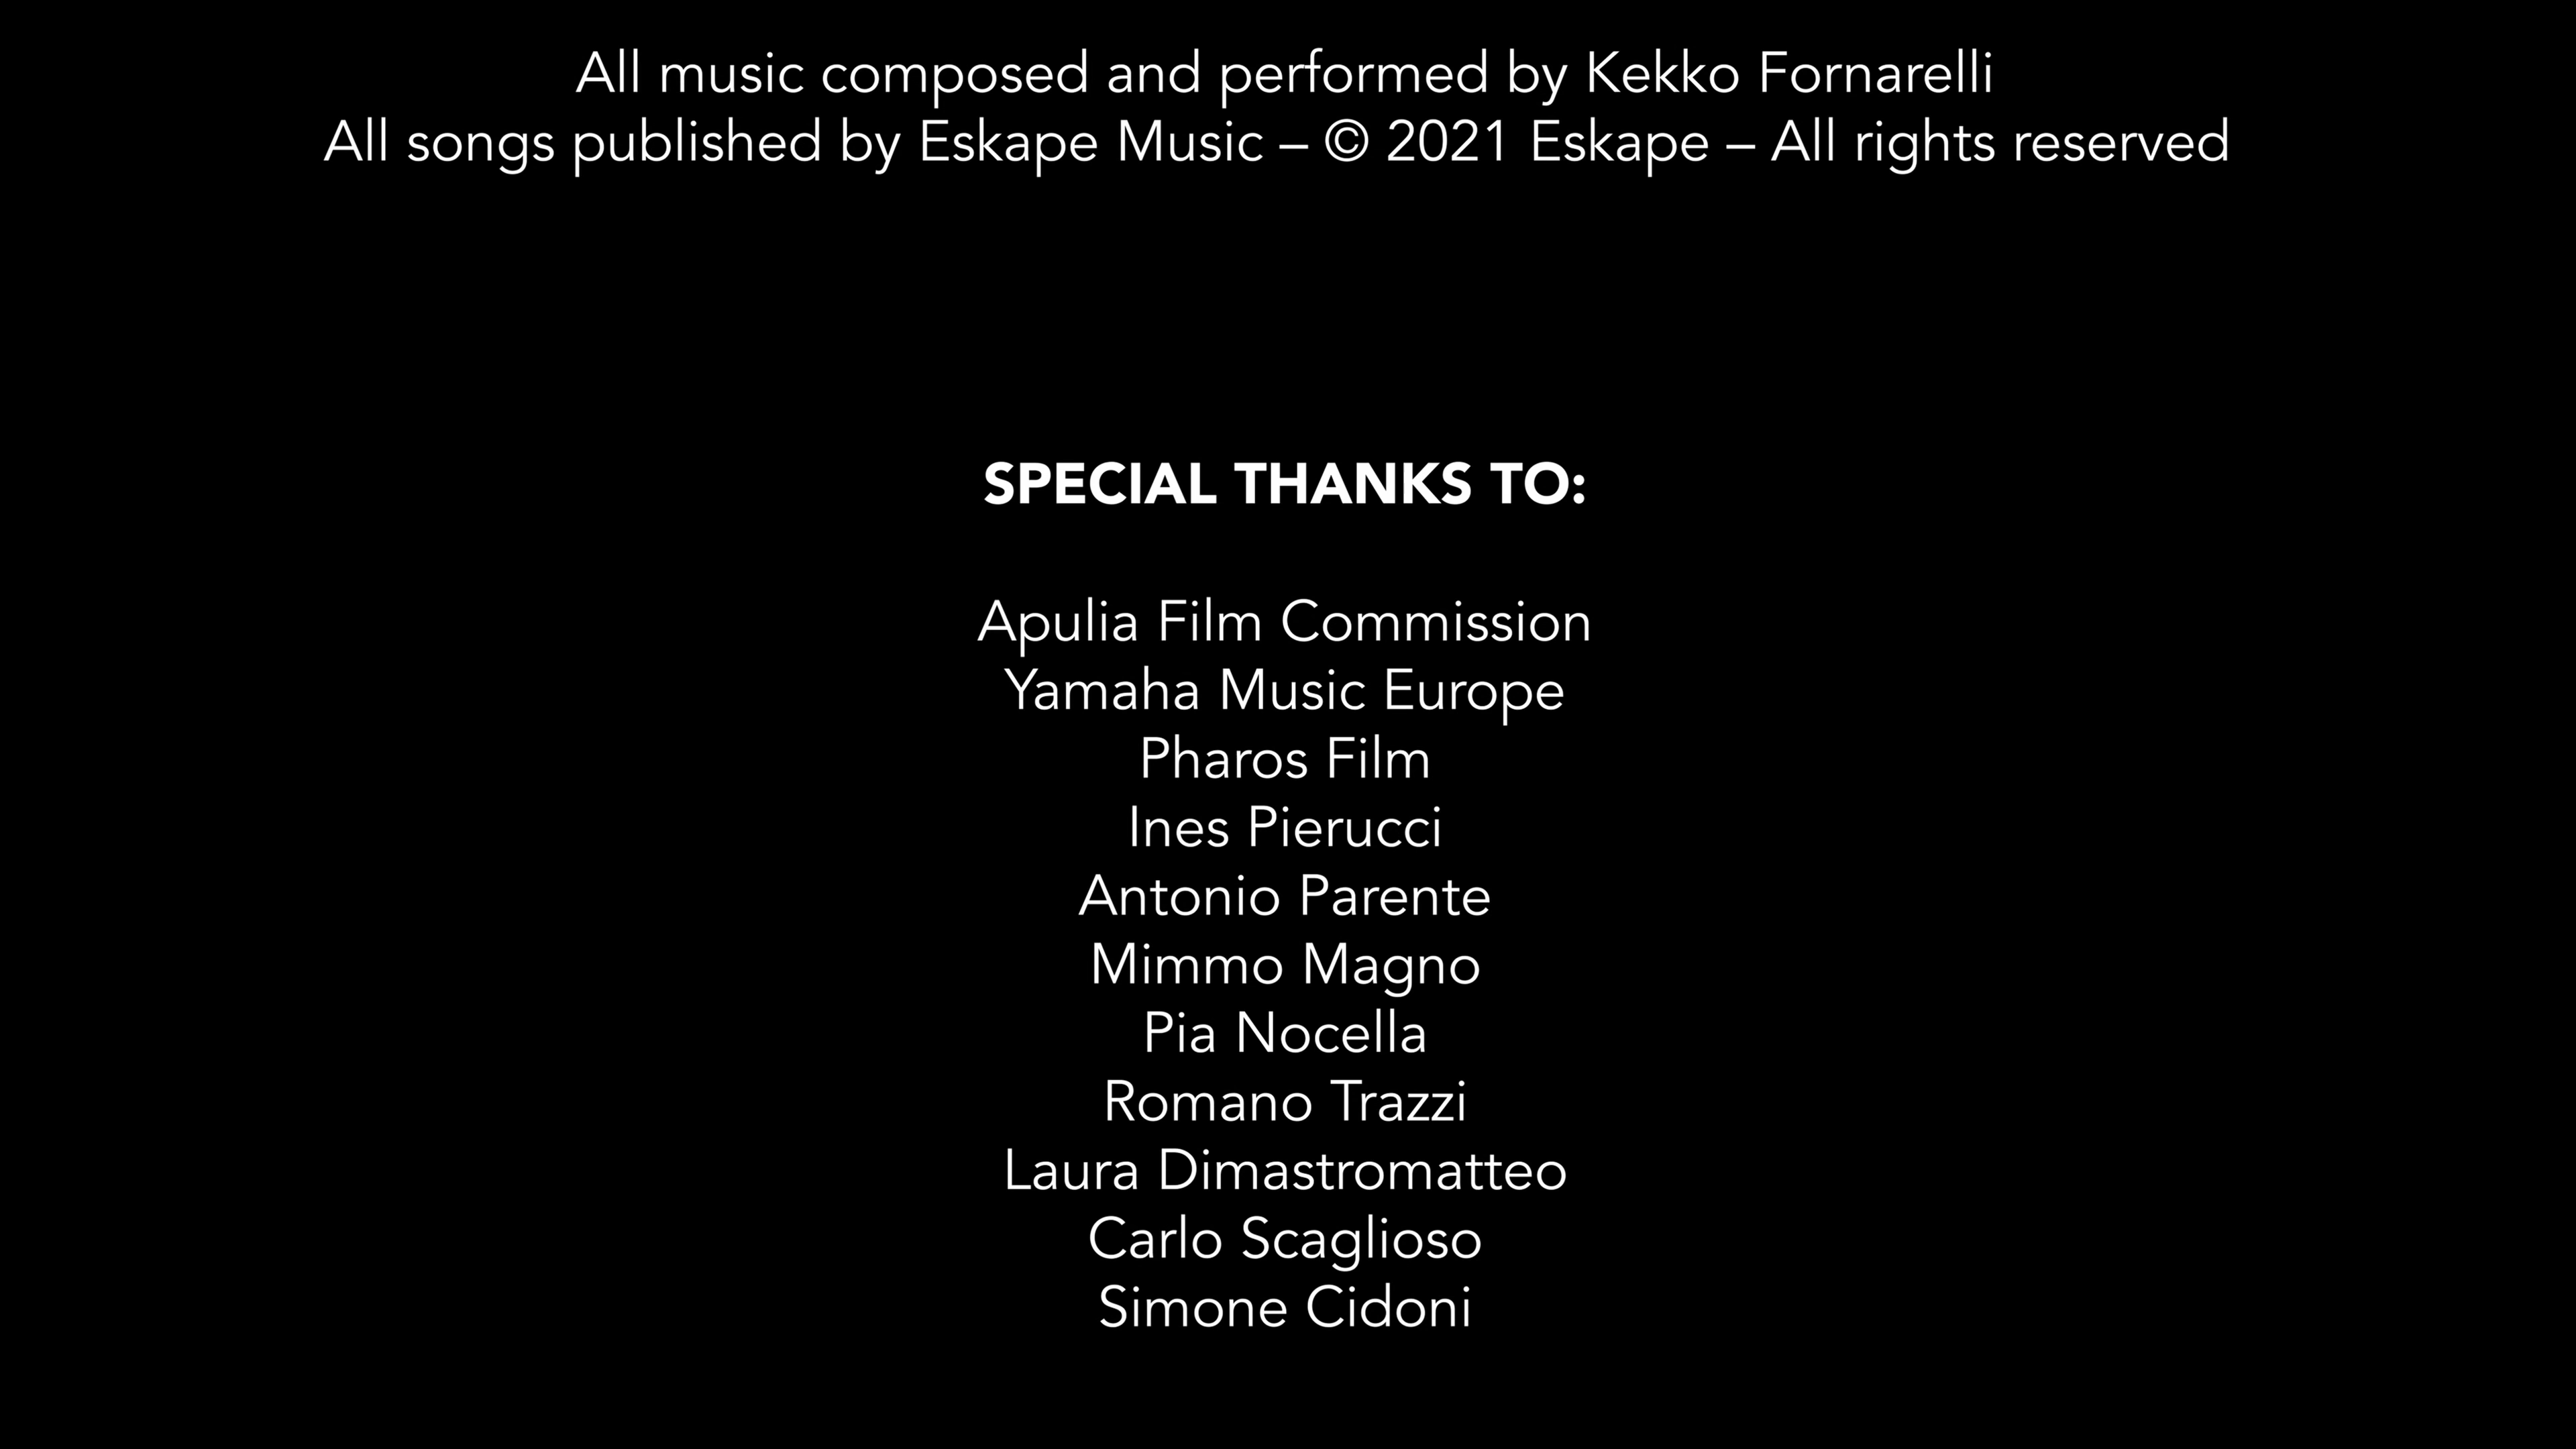 All music composed and performed by Kekko Fornarelli
All songs published by Eskape Music – © 2021 Eskape – All rights reserved
SPECIAL THANKS TO:
Apulia Film Commission
Yamaha Music Europe
Pharos Film
Ines Pierucci
Antonio Parente
Mimmo Magno
Pia Nocella
Romano Trazzi
Laura Dimastromatteo
Carlo Scaglioso
Simone Cidoni